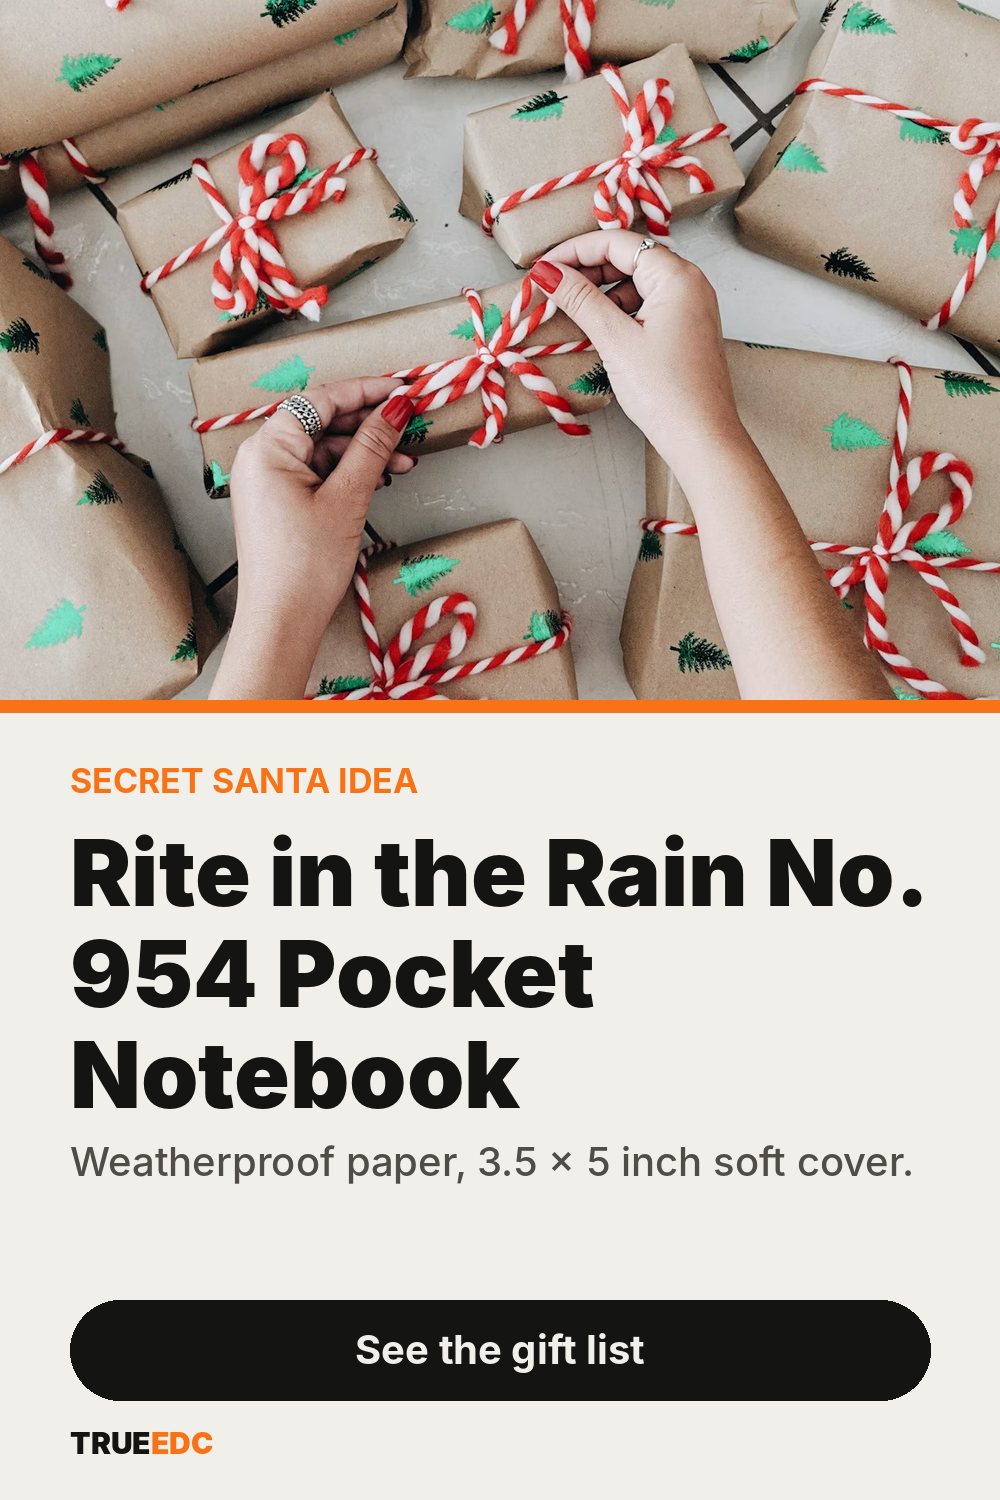 SECRET SANTA IDEA
Rite in the Rain No.
954 Pocket
Notebook
Weatherproof paper, 3.5 × 5 inch soft cover.
See the gift list
TRUEEDC